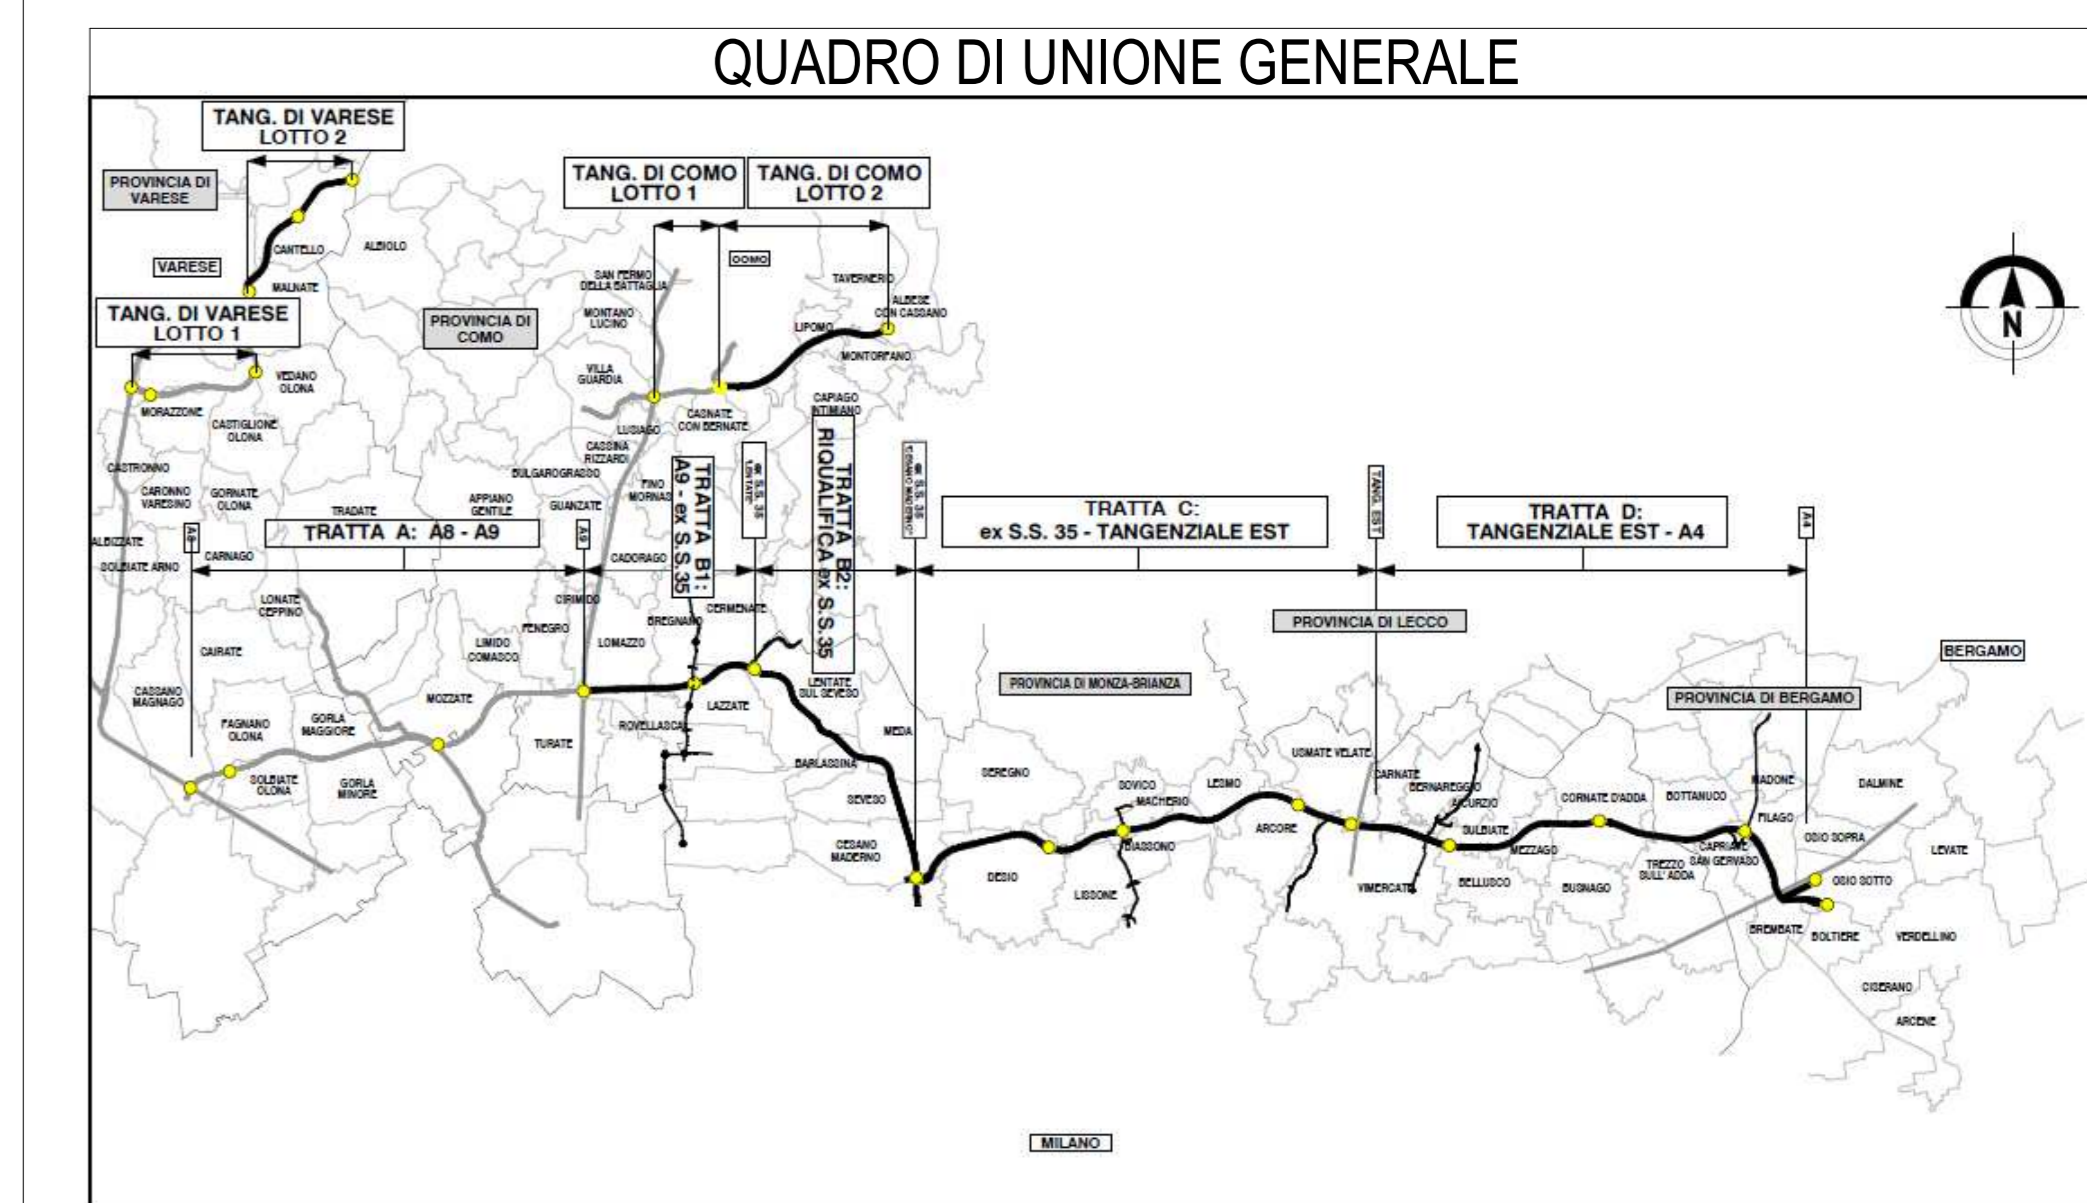 QUADRO DI UNIONE GENERALE
TANG. DI VARESE
LOTTO 2
PROVINCIA DI
VARESE
TANG. DI COMO
LOTTO 1
TANG. DI COMO
LOTTO 2
CANTELLO
ALBIOLO
VARESE
MALNATE
COMO
SAN FERMO
DELLA BATTAGLIA
TAVERNERIO
ALBESE
CON CASSANO
TANG. DI VARESE
LOTTO 1
PROVINCIA DI
COMO
MONTANO
LUCINO
LIPOMO
MONTORFANO
N
VEDANO
OLONA
VILLA
GUARDIA
MORAZZONE
CASTIGLIONE
OLONA
CASNATE
CON BERNATE
CAPIAGO
INTIMIANO
LUSIAGO
CASSINA
RIZZARDI
CASTRONNO
BULGAROGRASSO
CARONNO
VARESINO
GORNATE
OLONA
TRADATE
APPIANO
GENTILE
GUANZATE
FINO
MORNAS
TRATTA B1:
A9 - ex S.S.35
ex S.S. 35
"LENTATE"
TRATTA B2:
RIQUALIFICA ex S.S.35
ex S.S. 35
TRATTA C:
ex S.S. 35 - TANGENZIALE EST
TANG. EST
TRATTA D:
TANGENZIALE EST - A4
A4
A8
TRATTA A: A8 - A9
A9
ALBIZZATE
SOLBIATE ARNO
CARNAGO
CADORAGO
LONATE
CEPPINO
CIRIMIDO
FENEGRO
BREGNANO
CERMENATE
PROVINCIA DI LECCO
CAIRATE
LIMIDO
COMASCO
LOMAZZO
BERGAMO
CASSANO
MAGNAGO
MOZZATE
LAZZATE
LENTATE
SUL SEVESO
PROVINCIA DI MONZA-BRIANZA
PROVINCIA DI BERGAMO
FAGNANO
OLONA
GORLA
MAGGIORE
TURATE
ROVELLASCA
MEDA
BARLASSINA
USMATE VELATE
SOLBIATE
OLONA
GORLA
MINORE
SEVESO
SEREGNO
SOVICO
MACHERIO
LESMO
CARNATE
BERNAREGGIO
AICURZIO
CORNATE D'ADDA
BOTTANUCO
MADONE
DALMINE
FILAGO
CESANO
MADERNO
BIASSONO
ARCORE
SULBIATE
MEZZAGO
CAPRIATE
SAN GERVASO
OSIO SOPRA
LEVATE
DESIO
LISSONE
VIMERCATE
BELLUSCO
BUSNAGO
TREZZO
SULL' ADDA
OSIO SOTTO
BREMBATE
BOLTIERE
VERDELLINO
CISERANO
ARCENE
MILANO